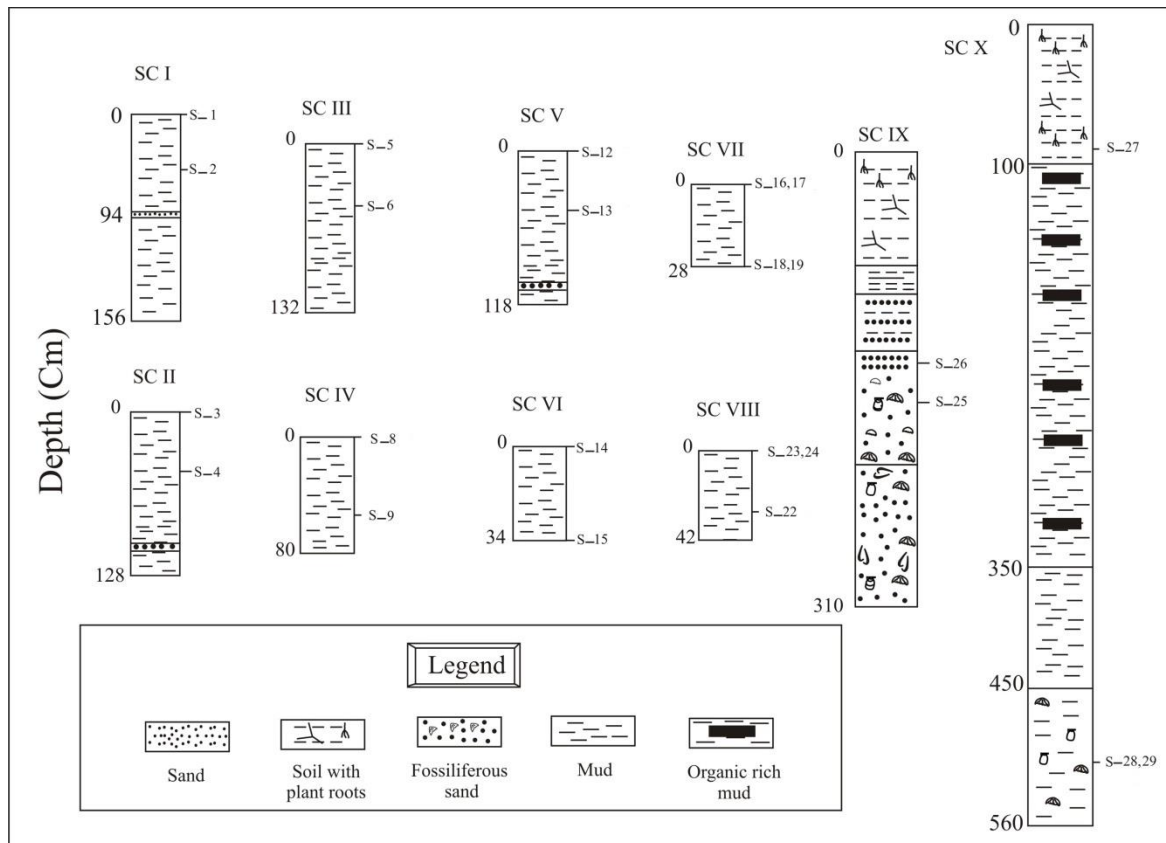 Depth (Cm)
SC I
0
94
156
S_1
S_2
SC II
0
128
S_3
S_4
SC III
0
132
S_5
S_6
SC IV
0
80
S_8
S_9
SC V
0
118
S_12
S_13
SC VI
0
34
S_14
S_15
SC VII
0
28
S_16,17
S_18,19
SC VIII
0
42
S_23,24
S_22
SC IX
0
310
S_26
S_25
SC X
0
100
350
450
560
S_27
S_28,29
Legend
Sand
Soil with
plant roots
Fossiliferous
sand
Mud
Organic rich
mud